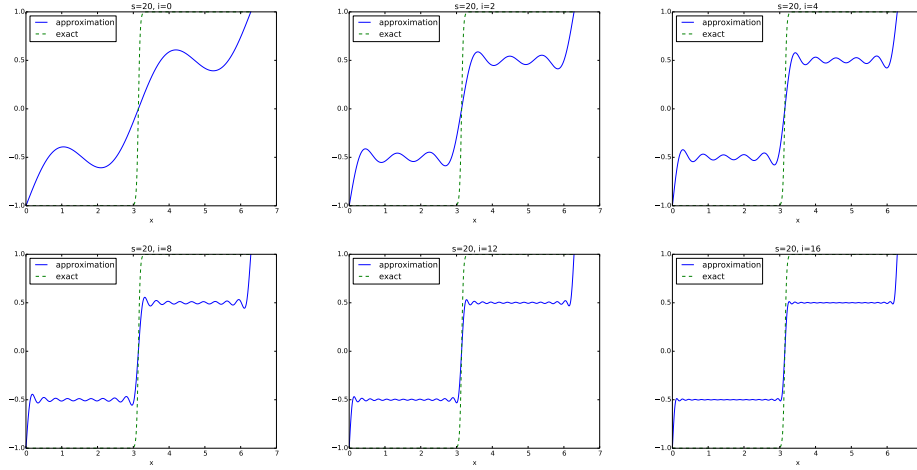 s=20, i=0
1.0
approximation
exact
0.5
0.0
−0.5
−1.0
0 1 2 3 4 5 6 7
x
s=20, i=2
1.0
approximation
exact
0.5
0.0
−0.5
−1.0
0 1 2 3 4 5 6 7
x
s=20, i=4
1.0
approximation
exact
0.5
0.0
−0.5
−1.0
0 1 2 3 4 5 6
x
s=20, i=8
1.0
approximation
exact
0.5
0.0
−0.5
−1.0
0 1 2 3 4 5 6 7
x
s=20, i=12
1.0
approximation
exact
0.5
0.0
−0.5
−1.0
0 1 2 3 4 5 6 7
x
s=20, i=16
1.0
approximation
exact
0.5
0.0
−0.5
−1.0
0 1 2 3 4 5 6
x